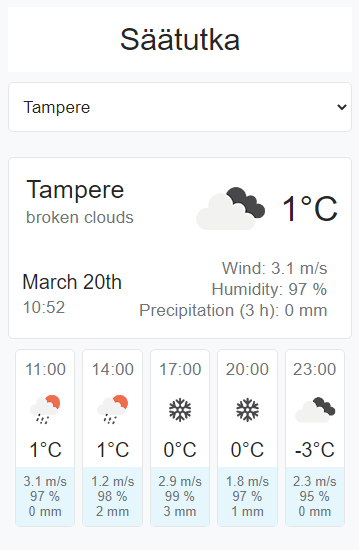 Säätutka
Tampere
Tampere
broken clouds
1°C
March 20th
10:52
Wind: 3.1 m/s
Humidity: 97 %
Precipitation (3 h): 0 mm
11:00 14:00 17:00 20:00 23:00
1°C 1°C 0°C 0°C -3°C
3.1 m/s 1.2 m/s 2.9 m/s 1.8 m/s 2.3 m/s
97 % 98 % 99 % 97 % 95 %
0 mm 2 mm 3 mm 1 mm 0 mm